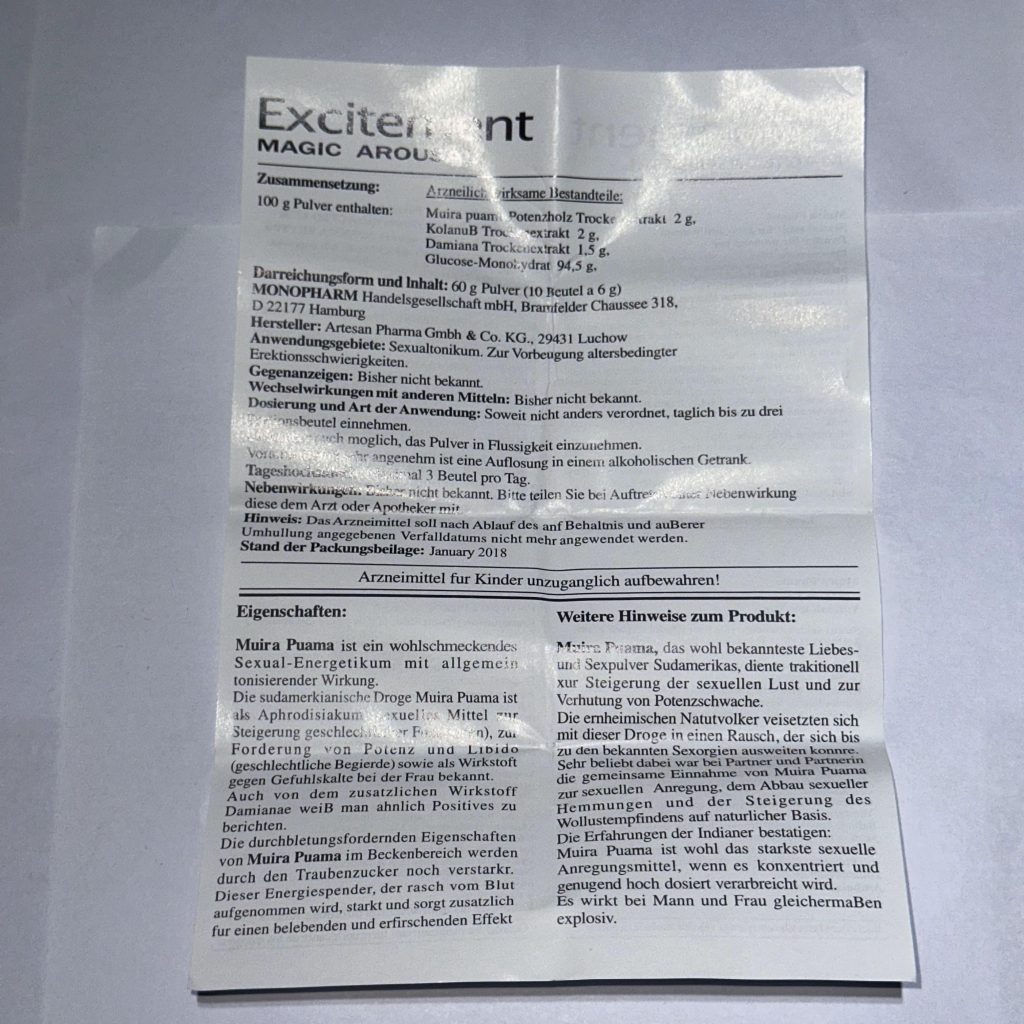 Excitement
MAGIC AROUS
Zusammensetzung: Arzneilich wirksame Bestandteile:
100 g Pulver enthalten: Muira puama Potenzholz Trockenextrakt 2 g,
KolanuB Trockenextrakt 2 g,
Damiana Trockenextrakt 1,5 g,
Glucose-Monohydrat 94,5 g,
Darreichungsform und Inhalt: 60 g Pulver (10 Beutel a 6 g)
MONOPHARM Handelsgesellschaft mbH, Bramfelder Chaussee 318,
D 22177 Hamburg
Hersteller: Artesan Pharma Gmbh & Co. KG., 29431 Luchow
Anwendungsgebiete: Sexualtonikum. Zur Vorbeugung altersbedingter
Erektionsschwierigkeiten.
Gegenanzeigen: Bisher nicht bekannt.
Wechselwirkungen mit anderen Mitteln: Bisher nicht bekannt.
Dosierung und Art der Anwendung: Soweit nicht anders verordnet, taglich bis zu drei
Portionsbeutel einnehmen.
auch moglich, das Pulver in Flussigkeit einzunehmen.
sehr angenehm ist eine Auflosung in einem alkoholischen Getrank.
maximal 3 Beutel pro Tag.
Nebenwirkungen: Bisher nicht bekannt. Bitte teilen Sie bei Auftreten einer Nebenwirkung
diese dem Arzt oder Apotheker mit
Hinweis: Das Arzneimittel soll nach Ablauf des anf Behaltnis und auBerer
Umhullung angegebenen Verfalldatums nicht mehr angewendet werden.
Stand der Packungsbeilage: January 2018
Arzneimittel fur Kinder unzuganglich aufbewahren!
Eigenschaften:
Muira Puama ist ein wohlschmeckendes
Sexual-Energetikum mit allgemein
tonisierender Wirkung.
Die sudamerkianische Droge Muira Puama ist
als Aphrodisiakum sexuelles Mittel zur
Steigerung zur
Forderung von Potenz und Libido
(geschlechtliche Begierde) sowie als Wirkstoff
gegen Gefuhlskalte bei der Frau bekannt.
Auch von dem zusatzlichen Wirkstoff
Damianae weiB man ahnlich Positives zu
berichten.
Die durchbletungsfordernden Eigenschaften
von Muira Puama im Beckenbereich werden
durch den Traubenzucker noch verstarkr.
Dieser Energiespender, der rasch vom Blut
aufgenommen wird, starkt und sorgt zusatzlich
fur einen belebenden und erfirschenden Effekt
Weitere Hinweise zum Produkt:
Muira Puama, das wohl bekannteste Liebes-
und Sexpulver Sudamerikas, diente trakitionell
xur Steigerung der sexuellen Lust und zur
Verhutung von Potenzschwache.
Die ernheimischen Natutvolker veisetzten sich
mit dieser Droge in einen Rausch, der sich bis
zu den bekannten Sexorgien ausweiten konnre.
Sehr beliebt dabei war bei Partner und Partnerin
die gemeinsame Einnahme von Muira Puama
zur sexuellen Anregung, dem Abbau sexueller
Hemmungen und der Steigerung des
Wollustempfindens auf naturlicher Basis.
Die Erfahrungen der Indianer bestatigen:
Muira Puama ist wohl das starkste sexuelle
Anregungsmittel, wenn es konxentriert und
genugend hoch dosiert verarbreicht wird.
Es wirkt bei Mann und Frau gleichermaBen
explosiv.